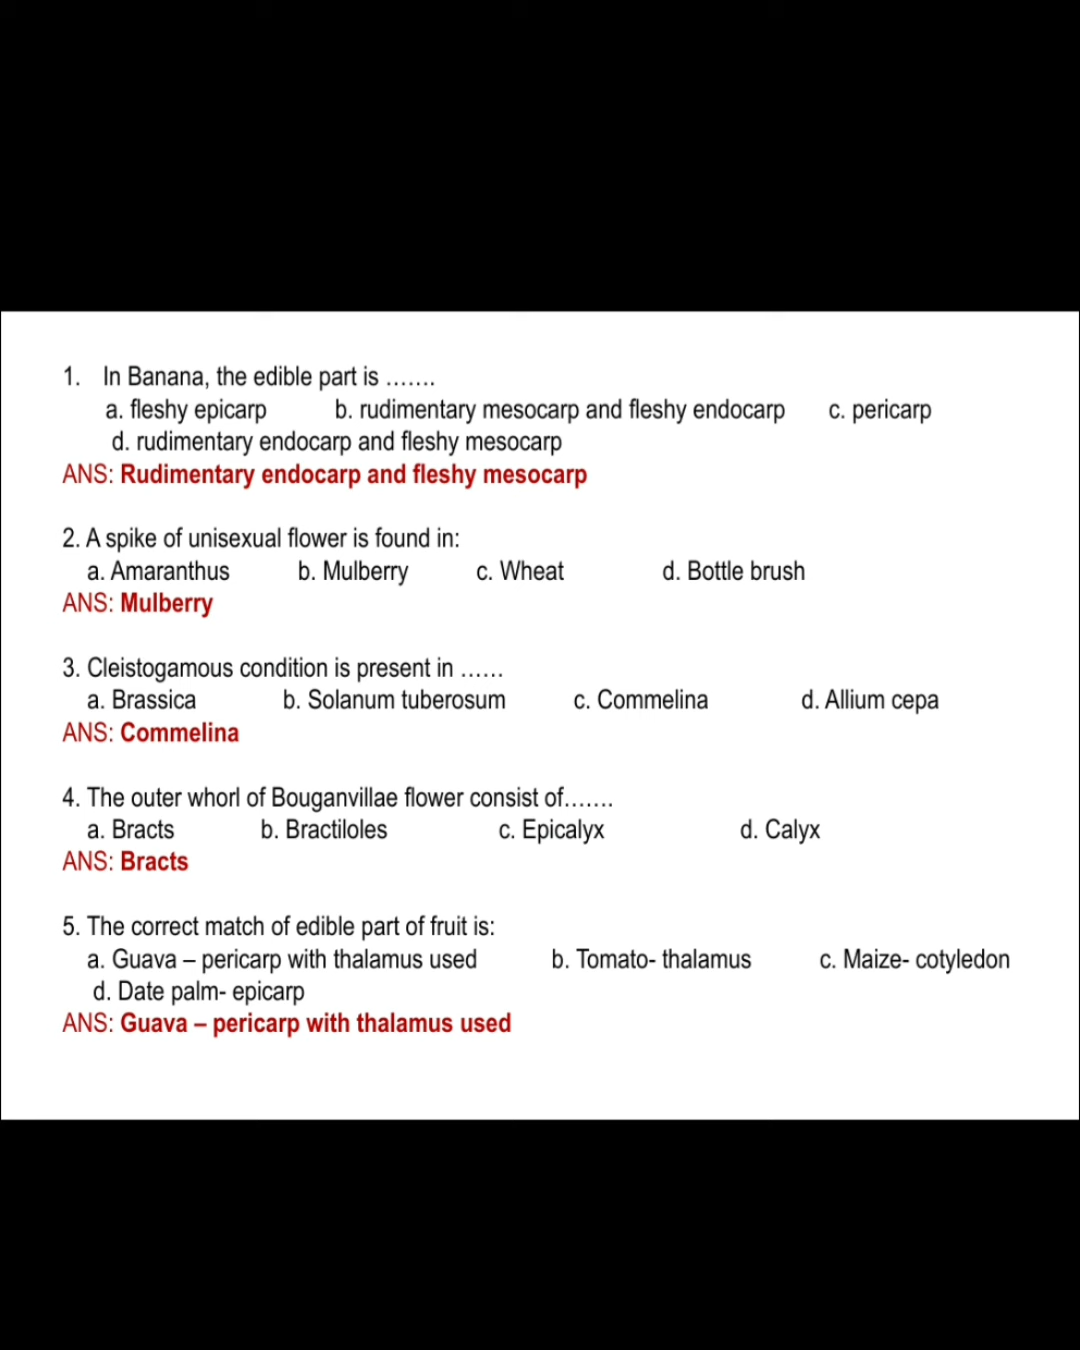 1. In Banana, the edible part is .......
a. fleshy epicarp b. rudimentary mesocarp and fleshy endocarp c. pericarp
d. rudimentary endocarp and fleshy mesocarp
ANS: Rudimentary endocarp and fleshy mesocarp
2. A spike of unisexual flower is found in:
a. Amaranthus b. Mulberry c. Wheat d. Bottle brush
ANS: Mulberry
3. Cleistogamous condition is present in ......
a. Brassica b. Solanum tuberosum c. Commelina d. Allium cepa
ANS: Commelina
4. The outer whorl of Bouganvillae flower consist of.......
a. Bracts b. Bractiloles c. Epicalyx d. Calyx
ANS: Bracts
5. The correct match of edible part of fruit is:
a. Guava – pericarp with thalamus used b. Tomato- thalamus c. Maize- cotyledon
d. Date palm- epicarp
ANS: Guava – pericarp with thalamus used